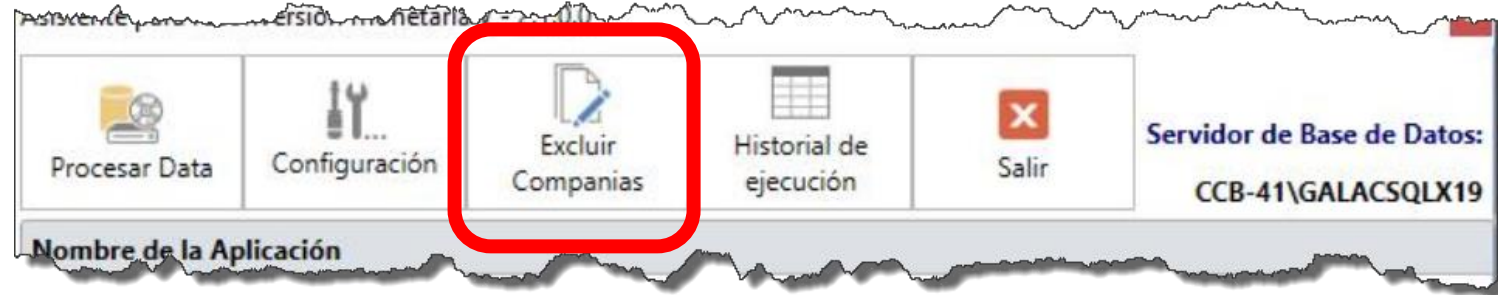 Procesar Data
Configuración
Excluir
Companias
Historial de
ejecución
Salir
Servidor de Base de Datos:
CCB-41\GALACSQLX19
Nombre de la Aplicación